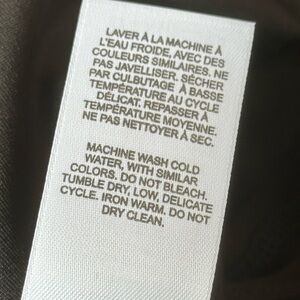 LAVER À LA MACHINE À
L'EAU FROIDE, AVEC DES
COULEURS SIMILAIRES. NE
PAS JAVELLISER. SÉCHER
PAR CULBUTAGE À BASSE
TEMPÉRATURE AU CYCLE
DÉLICAT. REPASSER À
TEMPÉRATURE MOYENNE.
NE PAS NETTOYER À SEC.
MACHINE WASH COLD
WATER, WITH SIMILAR
COLORS. DO NOT BLEACH.
TUMBLE DRY, LOW, DELICATE
CYCLE. IRON WARM. DO NOT
DRY CLEAN.